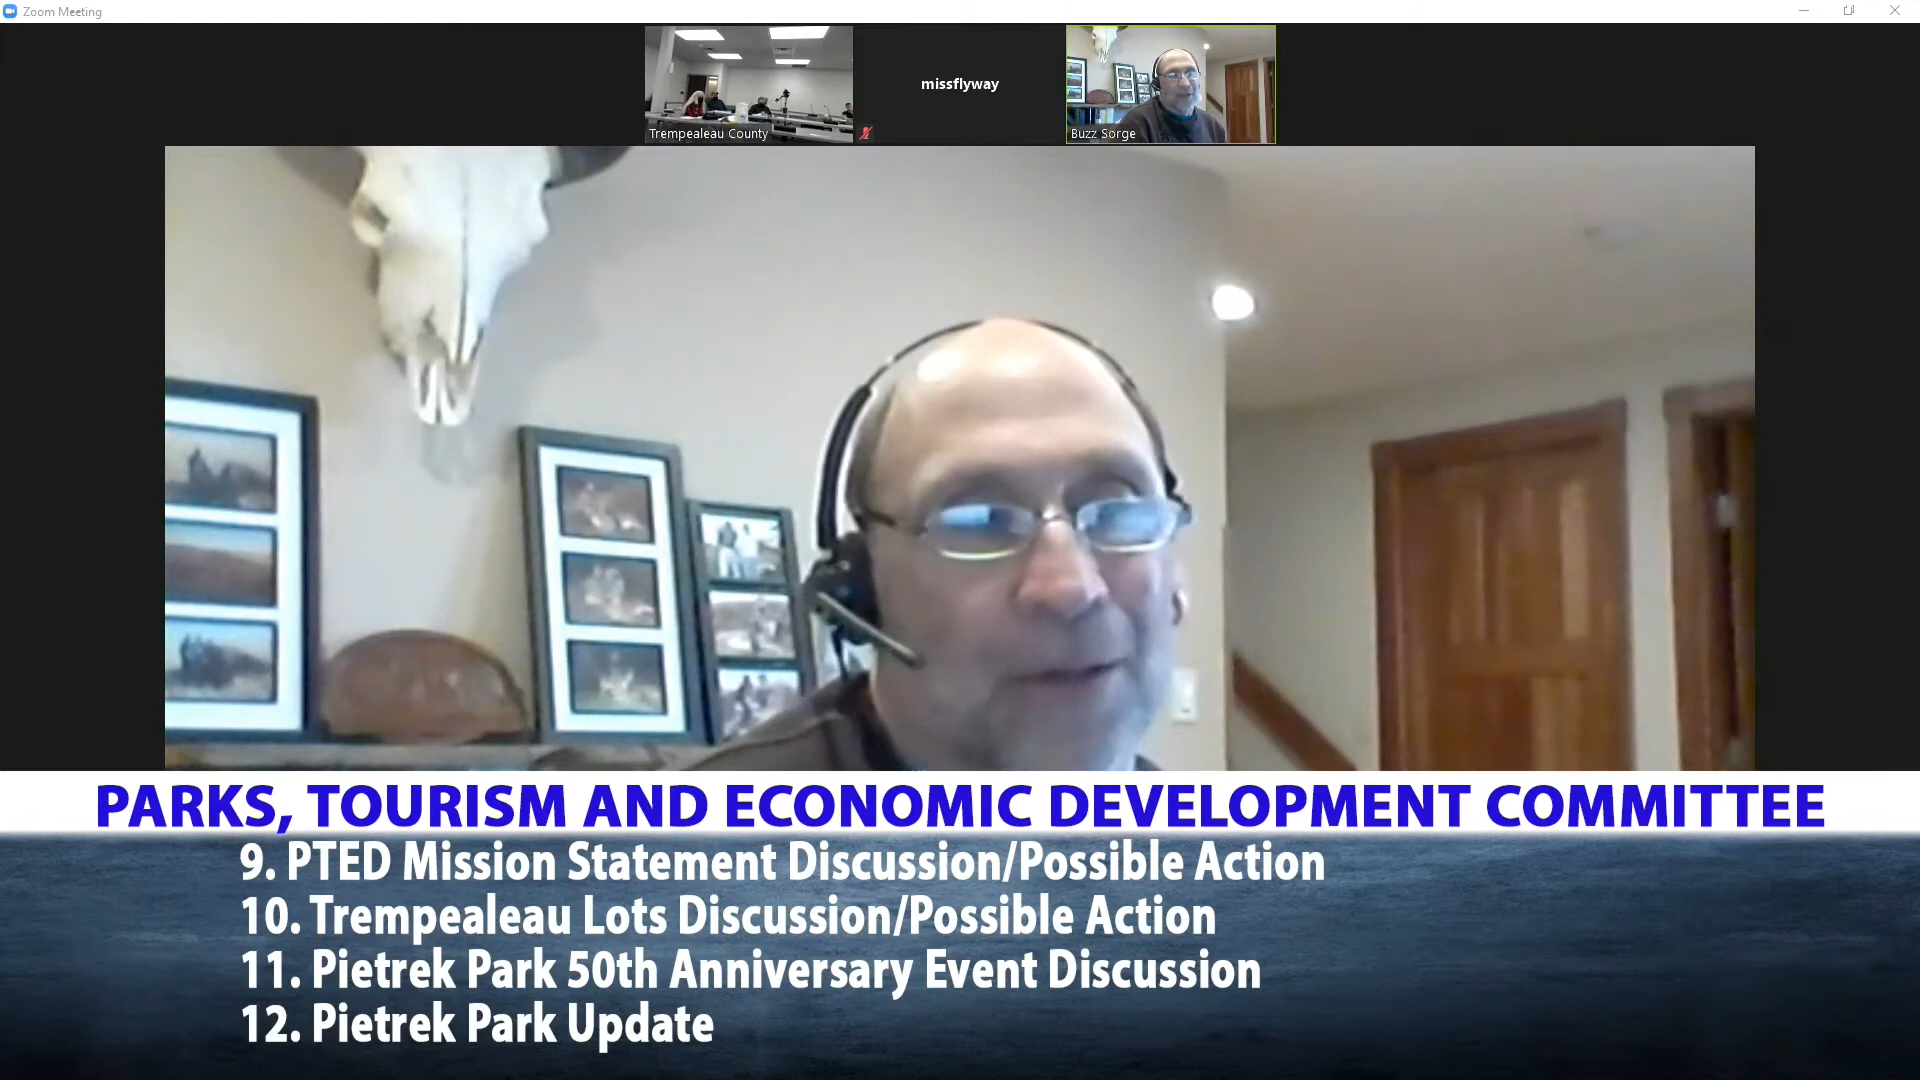 Zoom Meeting
Trempealeau County
missflyway
Buzz Sorge
PARKS, TOURISM AND ECONOMIC DEVELOPMENT COMMITTEE
9. PTED Mission Statement Discussion/Possible Action
10. Trempealeau Lots Discussion/Possible Action
11. Pietrek Park 50th Anniversary Event Discussion
12. Pietrek Park Update